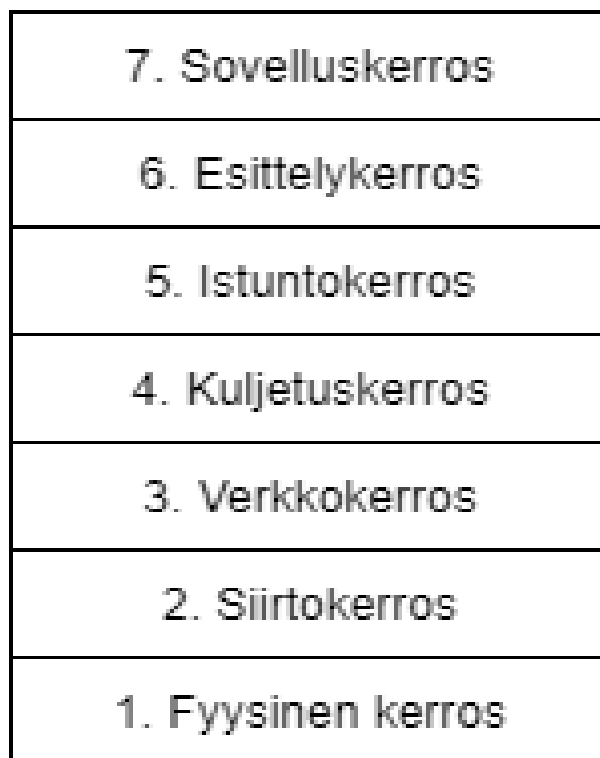 7. Sovelluskerros
6. Esittelykerros
5. Istuntokerros
4. Kuljetuskerros
3. Verkkokerros
2. Siirtokerros
1. Fyysinen kerros